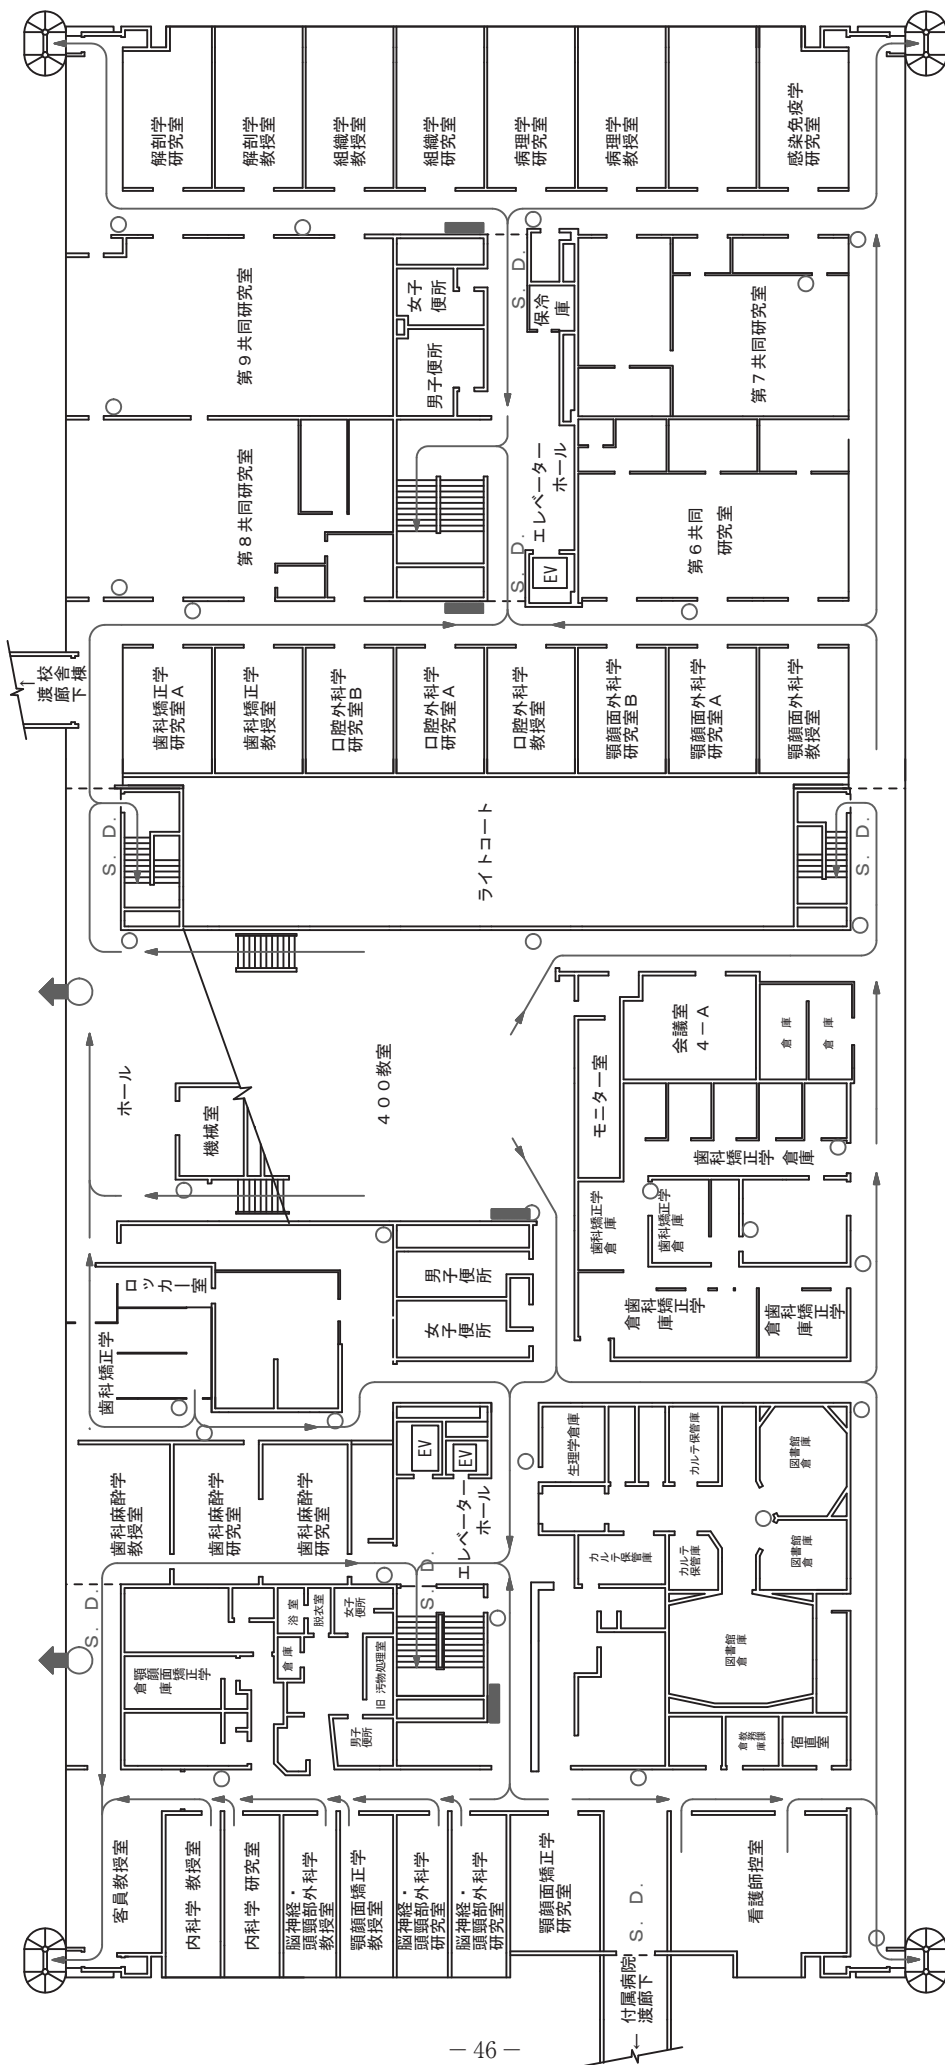 解剖学
研究室
解剖学
教授室
組織学
教授室
組織学
研究室
病理学
研究室
病理学
教授室
感染免疫学
研究室
第９共同研究室
女子
便所
男子便所
S. D.
保冷
庫
第７共同研究室
第８共同研究室
エレベーター
ホール
S. D.
EV
第６共同
研究室
←
校舎棟
渡廊下
歯科矯正学
研究室A
歯科矯正学
教授室
口腔外科学
研究室B
口腔外科学
研究室A
口腔外科学
教授室
顎顔面外科学
研究室B
顎顔面外科学
研究室A
顎顔面外科学
教授室
S. D.
ライトコート
S. D.
ホール
機械室
４００教室
モニター室
会議室
４－A
倉庫
倉庫
歯科矯正学 倉庫
歯科矯正学
倉庫
歯科矯正学
倉庫
ロッカー室
歯科矯正学
男子便所
女子便所
歯科矯正学
倉庫
歯科矯正学
倉庫
歯科麻酔学
教授室
歯科麻酔学
研究室
歯科麻酔学
研究室
EV
EV
エレベーター
ホール
生理学倉庫
カルテ保管庫
図書館
倉庫
カルテ
保管庫
カルテ
保管庫
図書館
倉庫
S. D.
S. D.
顎顔面矯正学
倉庫
浴室
脱衣室
女子
便所
倉庫
旧 汚物処理室
男子
便所
図書館
倉庫
教務課
倉庫
宿直室
客員教授室
内科学 教授室
内科学 研究室
脳神経・
頭頸部外科学
教授室
顎顔面矯正学
教授室
脳神経・
頭頸部外科学
研究室
脳神経・
頭頸部外科学
研究室
顎顔面矯正学
研究室
S. D.
看護師控室
← 付属病院
渡廊下
－ 46 －